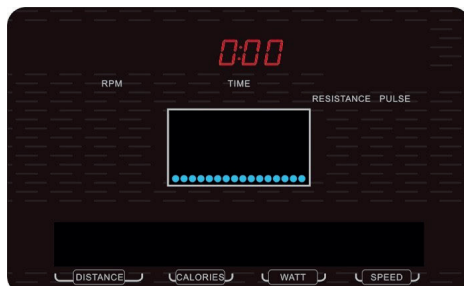 0:00
RPM TIME
RESISTANCE PULSE
DISTANCE CALORIES WATT SPEED